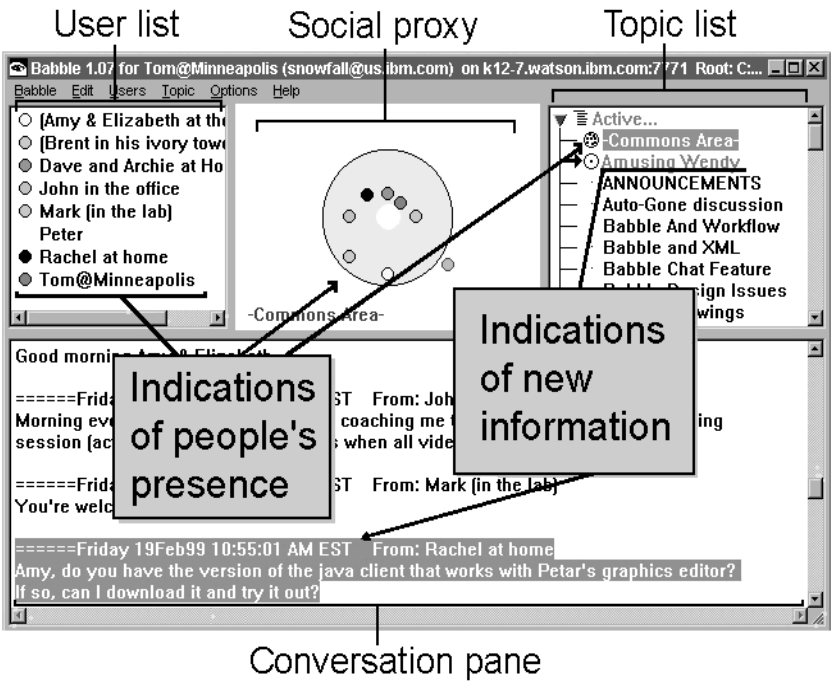 User list
Social proxy
Topic list
Babble 1.07 for Tom@Minneapolis (snowfall@us.ibm.com) on k12-7.watson.ibm.com:7771 Root: C:...
Babble Edit Users Topic Options Help
(Amy & Elizabeth at the
(Brent in his ivory towe
Dave and Archie at Ho
John in the office
Mark (in the lab)
Peter
Rachel at home
Tom@Minneapolis
-Commons Area-
Active...
-Commons Area-
Amusing Wendy
ANNOUNCEMENTS
Auto-Gone discussion
Babble And Workflow
Babble and XML
Babble Chat Feature
Design Issues
wings
Indications
of people's
presence
Indications
of new
information
Good morning Amy & Elizabeth
======Friday ST From: Joh
Morning eve coaching me t ing
session (act s when all vide
======Frida ST From: Mark (in the lab)
You're welc
======Friday 19Feb99 10:55:01 AM EST From: Rachel at home
Amy, do you have the version of the java client that works with Petar's graphics editor?
If so, can I download it and try it out?
Conversation pane